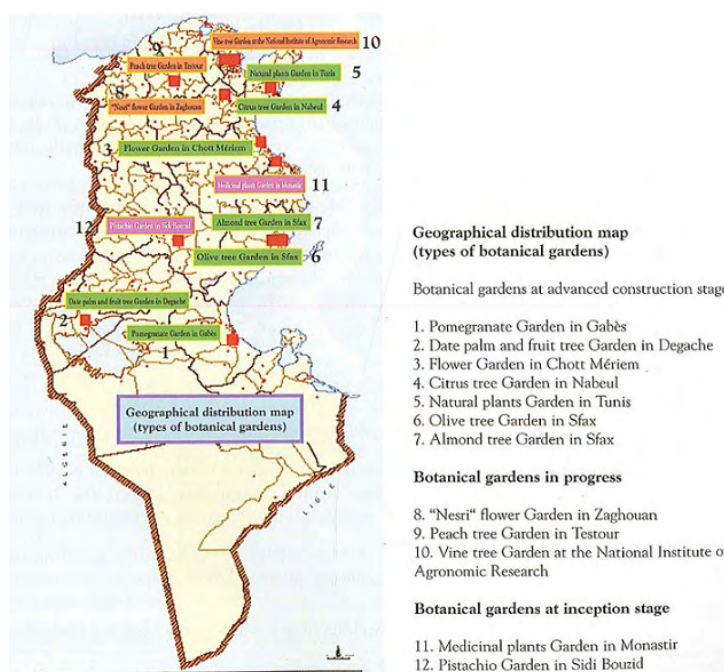 Vine tree Garden at the National Institute of Agronomic Research
10
9
Peach tree Garden in Testour
Natural plants Garden in Tunis
5
8
"Nesri" flower Garden in Zaghouan
Citrus tree Garden in Nabeul
4
3
Flower Garden in Chott Mériem
Medicinal plants Garden in Monastir
11
12
Pistachio Garden in Sidi Bouzid
Almond tree Garden in Sfax
7
Olive tree Garden in Sfax
6
Date palm and fruit tree Garden in Degache
2
Pomegranate Garden in Gabès
1
Geographical distribution map
(types of botanical gardens)
ALGERIE
LIBYE
Geographical distribution map
(types of botanical gardens)
Botanical gardens at advanced construction stage
1. Pomegranate Garden in Gabès
2. Date palm and fruit tree Garden in Degache
3. Flower Garden in Chott Mériem
4. Citrus tree Garden in Nabeul
5. Natural plants Garden in Tunis
6. Olive tree Garden in Sfax
7. Almond tree Garden in Sfax
Botanical gardens in progress
8. "Nesri" flower Garden in Zaghouan
9. Peach tree Garden in Testour
10. Vine tree Garden at the National Institute o
Agronomic Research
Botanical gardens at inception stage
11. Medicinal plants Garden in Monastir
12. Pistachio Garden in Sidi Bouzid